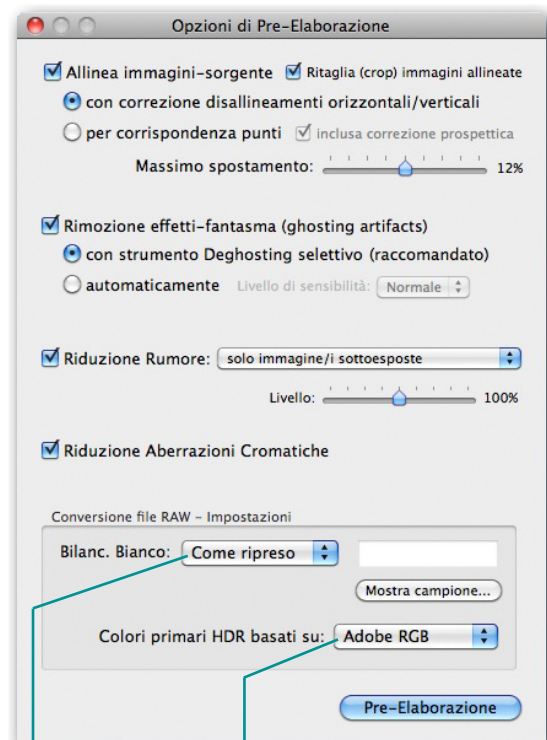 Opzioni di Pre-Elaborazione
Allinea immagini-sorgente Ritaglia (crop) immagini allineate
con correzione disallineamenti orizzontali/verticali
per corrispondenza punti inclusa correzione prospettica
Massimo spostamento: 12%
Rimozione effetti-fantasma (ghosting artifacts)
con strumento Deghosting selettivo (raccomandato)
automaticamente Livello di sensibilità: Normale
Riduzione Rumore: solo immagine/i sottoesposte
Livello: 100%
Riduzione Aberrazioni Cromatiche
Conversione file RAW – Impostazioni
Bilanc. Bianco: Come ripreso
Mostra campione...
Colori primari HDR basati su: Adobe RGB
Pre-Elaborazione